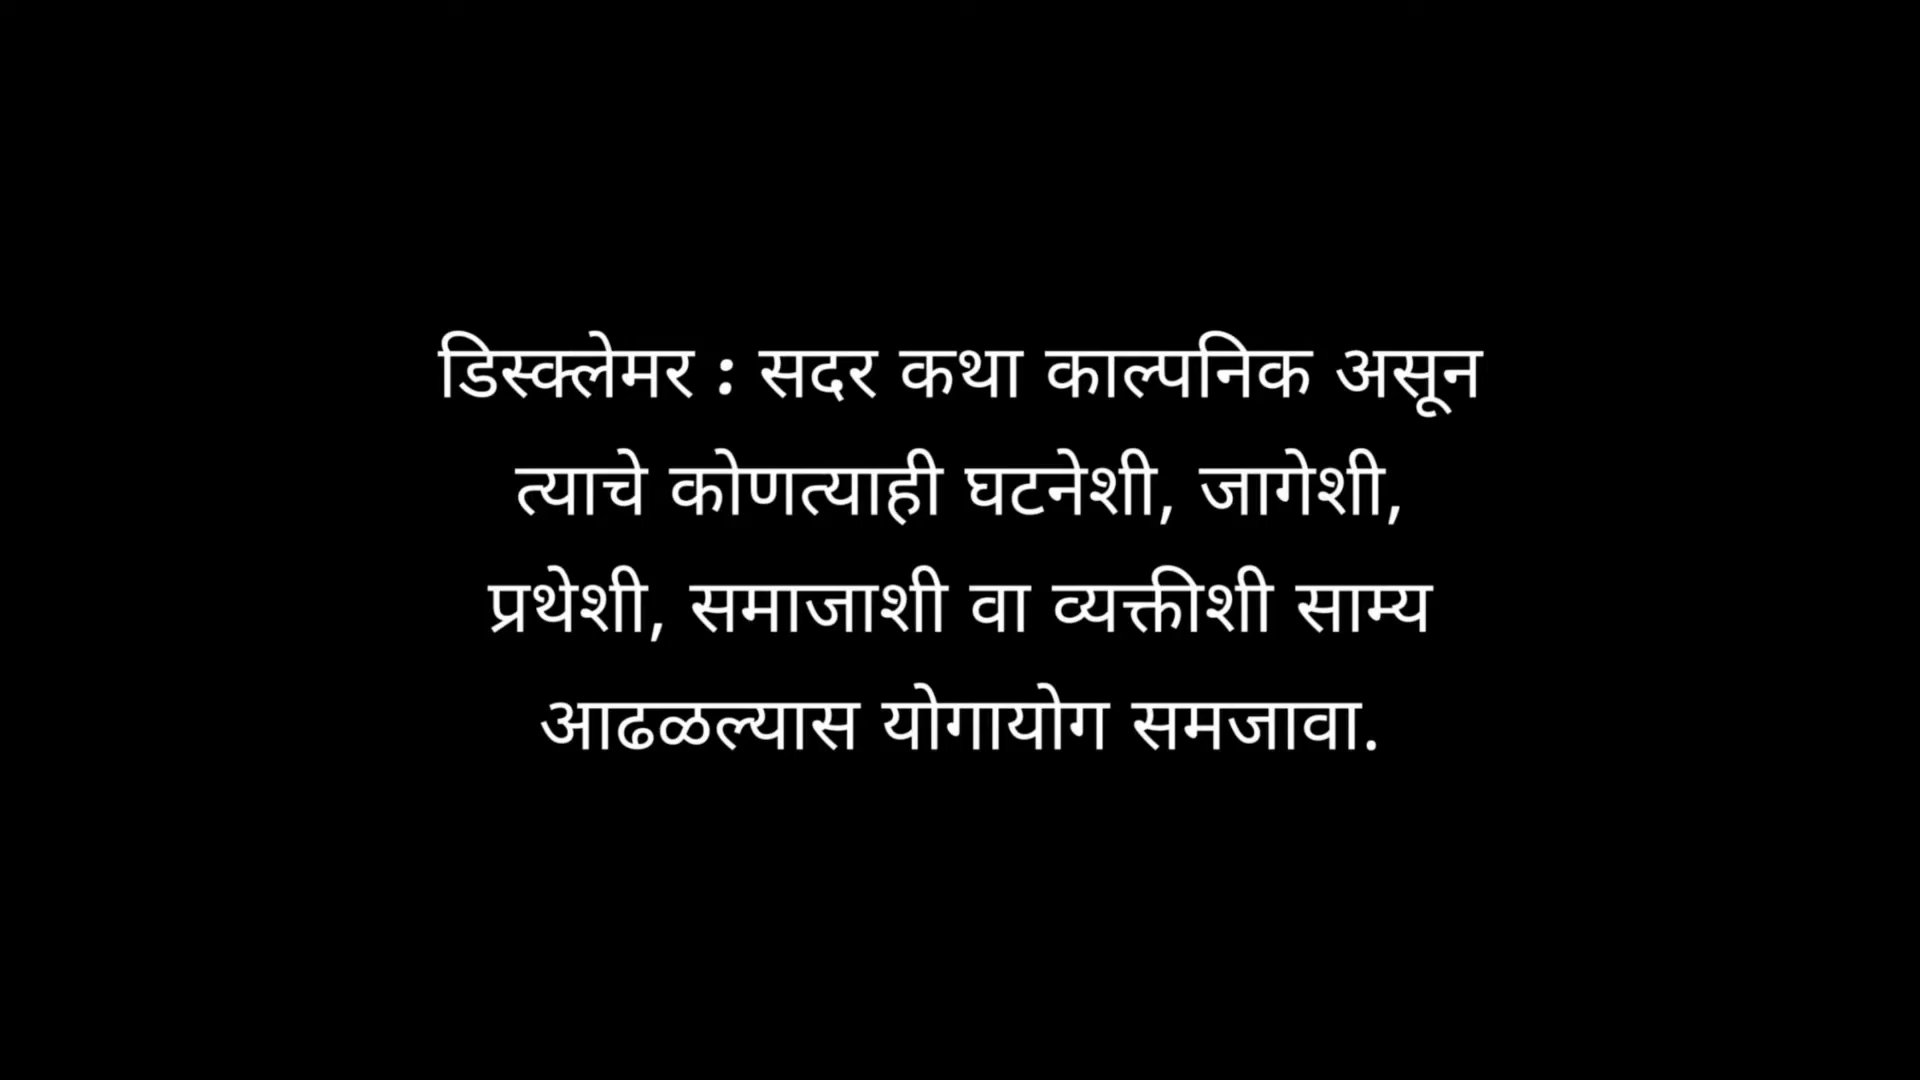 डिस्क्लेमर : सदर कथा काल्पनिक असून
त्याचे कोणत्याही घटनेशी, जागेशी,
प्रथेशी, समाजाशी वा व्यक्तीशी साम्य
आढळल्यास योगायोग समजावा.